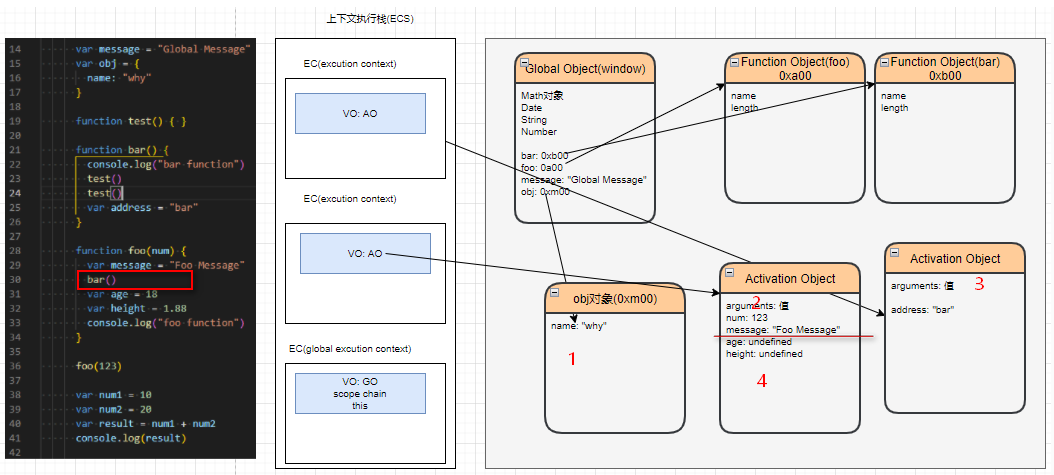 上下文执行栈(ECS)
14 var message = "Global Message"
15 var obj = {
16 name: "why"
17 }
18
19 function test() { }
20
21 function bar() {
22 console.log("bar function")
23 test()
24 test()
25 var address = "bar"
26 }
27
28 function foo(num) {
29 var message = "Foo Message"
30 bar()
31 var age = 18
32 var height = 1.88
33 console.log("foo function")
34 }
35
36 foo(123)
37
38 var num1 = 10
39 var num2 = 20
40 var result = num1 + num2
41 console.log(result)
42
EC(excution context)
VO: AO
EC(excution context)
VO: AO
EC(global excution context)
VO: GO
scope chain
this
Global Object(window)
Math对象
Date
String
Number
bar: 0xb00
foo: 0a00
message: "Global Message"
obj: 0xm00
Function Object(foo)
0xa00
name
length
Function Object(bar)
0xb00
name
length
obj对象(0xm00)
name: "why"
1
Activation Object
2
arguments: 值
num: 123
message: "Foo Message"
age: undefined
height: undefined
4
Activation Object
arguments: 值
3
address: "bar"